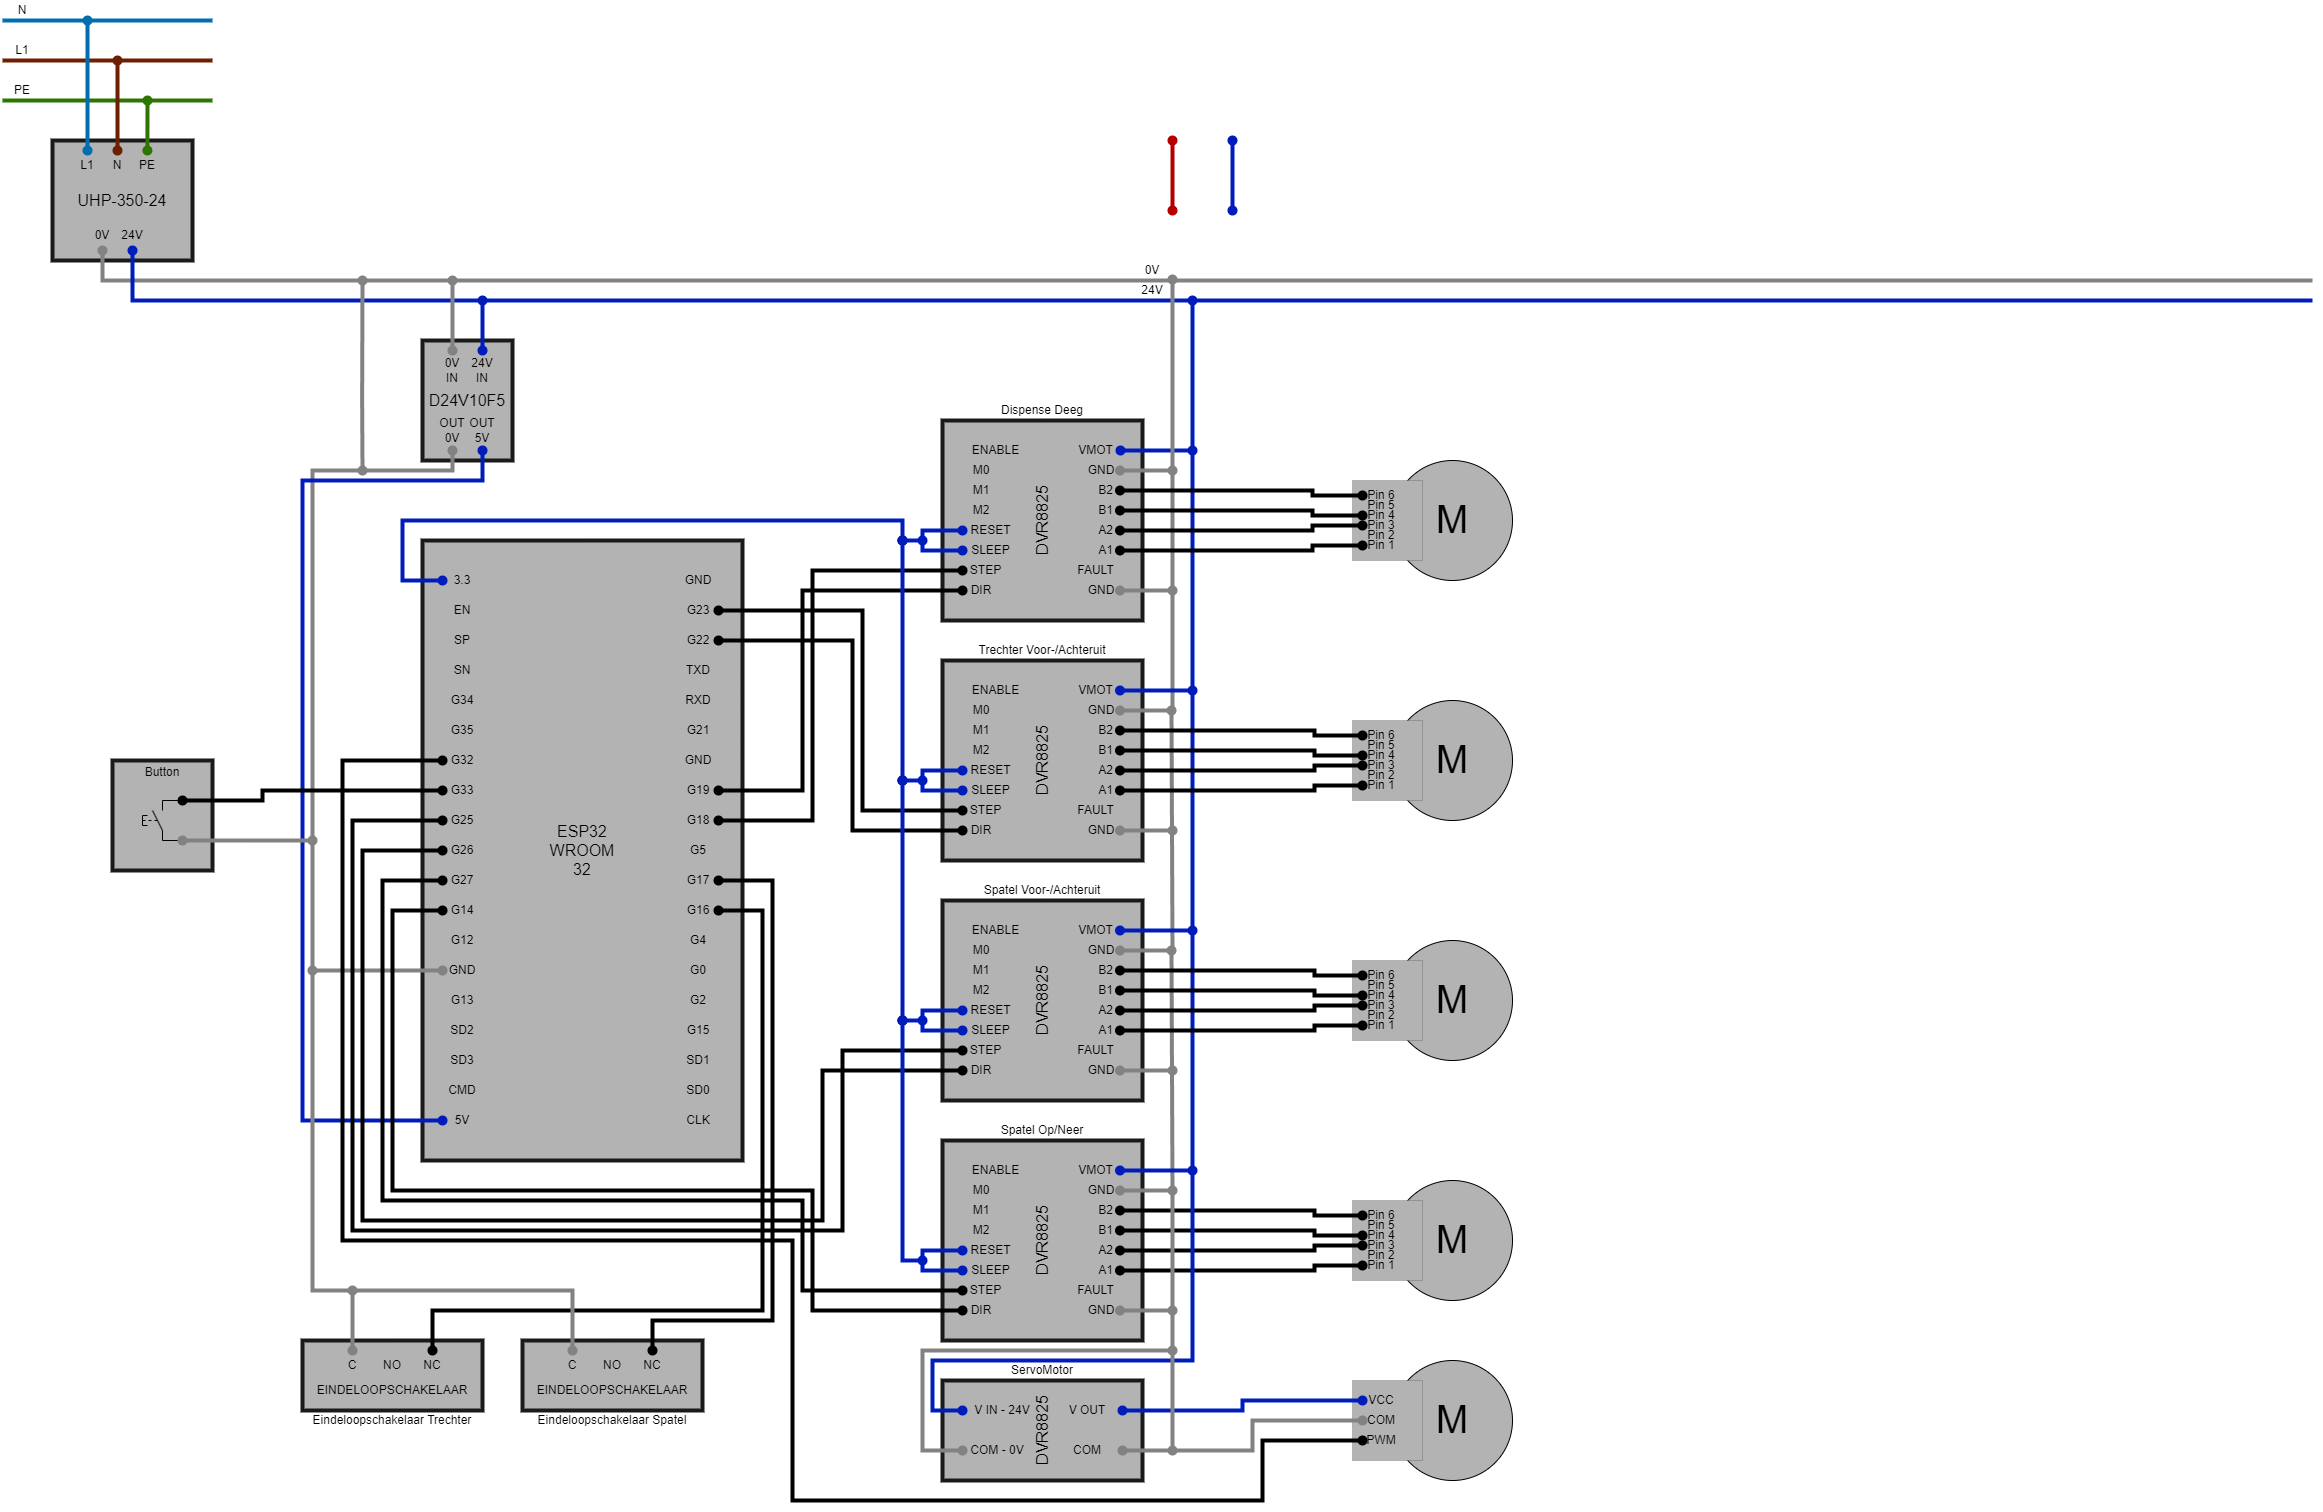 N
L1
PE
L1 N PE
UHP-350-24
0V 24V
0V
24V
0V 24V
IN IN
D24V10F5
OUT OUT
0V 5V
Button
E--
ESP32
WROOM
32
3.3
EN
SP
SN
G34
G35
G32
G33
G25
G26
G27
G14
G12
GND
G13
SD2
SD3
CMD
5V
GND
G23
G22
TXD
RXD
G21
GND
G19
G18
G5
G17
G16
G4
G0
G2
G15
SD1
SD0
CLK
Dispense Deeg
ENABLE
M0
M1
M2
RESET
SLEEP
STEP
DIR
DVR8825
VMOT
GND
B2
B1
A2
A1
FAULT
GND
Pin 6
Pin 5
Pin 4
Pin 3
Pin 2
Pin 1
M
Trechter Voor-/Achteruit
ENABLE
M0
M1
M2
RESET
SLEEP
STEP
DIR
DVR8825
VMOT
GND
B2
B1
A2
A1
FAULT
GND
Pin 6
Pin 5
Pin 4
Pin 3
Pin 2
Pin 1
M
Spatel Voor-/Achteruit
ENABLE
M0
M1
M2
RESET
SLEEP
STEP
DIR
DVR8825
VMOT
GND
B2
B1
A2
A1
FAULT
GND
Pin 6
Pin 5
Pin 4
Pin 3
Pin 2
Pin 1
M
Spatel Op/Neer
ENABLE
M0
M1
M2
RESET
SLEEP
STEP
DIR
DVR8825
VMOT
GND
B2
B1
A2
A1
FAULT
GND
Pin 6
Pin 5
Pin 4
Pin 3
Pin 2
Pin 1
M
C NO NC
EINDELOOPSCHAKELAAR
Eindeloopschakelaar Trechter
C NO NC
EINDELOOPSCHAKELAAR
Eindeloopschakelaar Spatel
ServoMotor
V IN - 24V
COM - 0V
DVR8825
V OUT
COM
VCC
COM
PWM
M